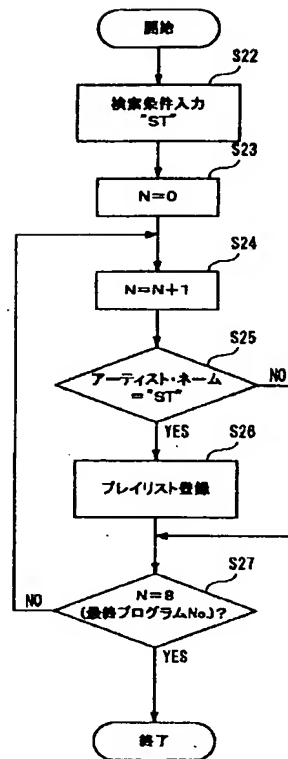 開始
S22
検索条件入力
"ST"
S23
N=0
S24
N=N+1
S25
アーティスト・ネーム
="ST"
NO
YES
S26
プレイリスト登録
S27
N=8
(最終プログラムNo.)?
NO
YES
終了